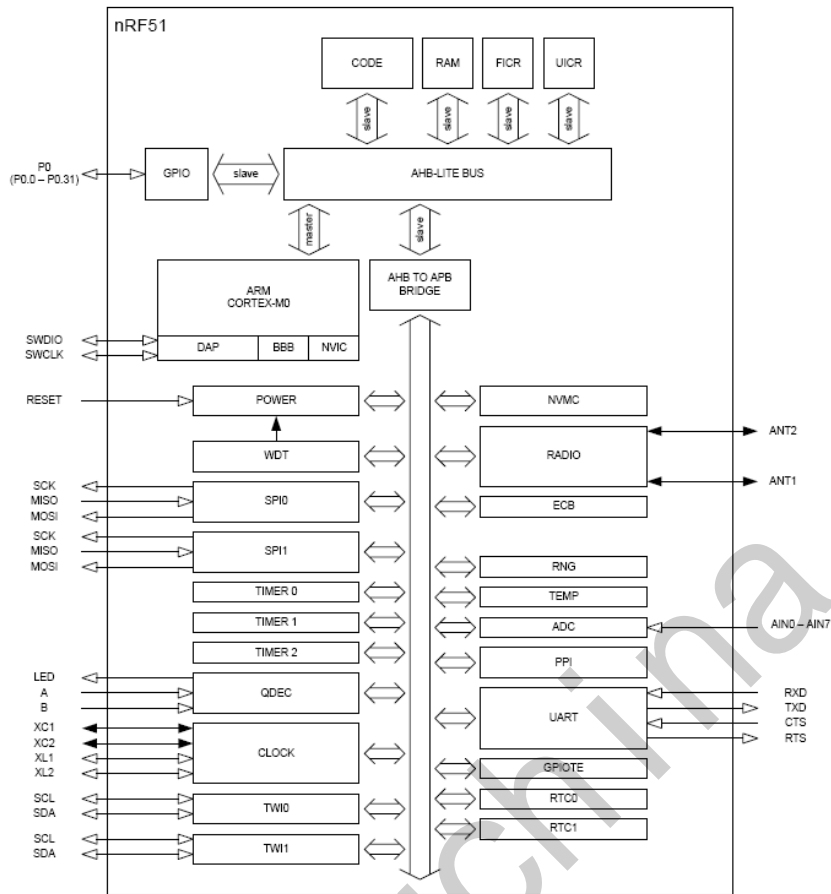 nRF51
CODE
RAM
FICR
UICR
slave
slave
slave
slave
P0
(P0.0 – P0.31)
GPIO
slave
AHB-LITE BUS
master
slave
ARM
CORTEX-M0
AHB TO APB
BRIDGE
SWDIO
SWCLK
DAP
BBB
NVIC
RESET
POWER
NVMC
WDT
RADIO
ANT2
ANT1
SCK
MISO
MOSI
SPI0
ECB
SCK
MISO
MOSI
SPI1
RNG
TIMER 0
TEMP
TIMER 1
ADC
AIN0 – AIN7
TIMER 2
PPI
LED
A
B
QDEC
UART
RXD
TXD
CTS
RTS
XC1
XC2
XL1
XL2
CLOCK
GPIOTE
RTC0
SCL
SDA
TWI0
RTC1
SCL
SDA
TWI1